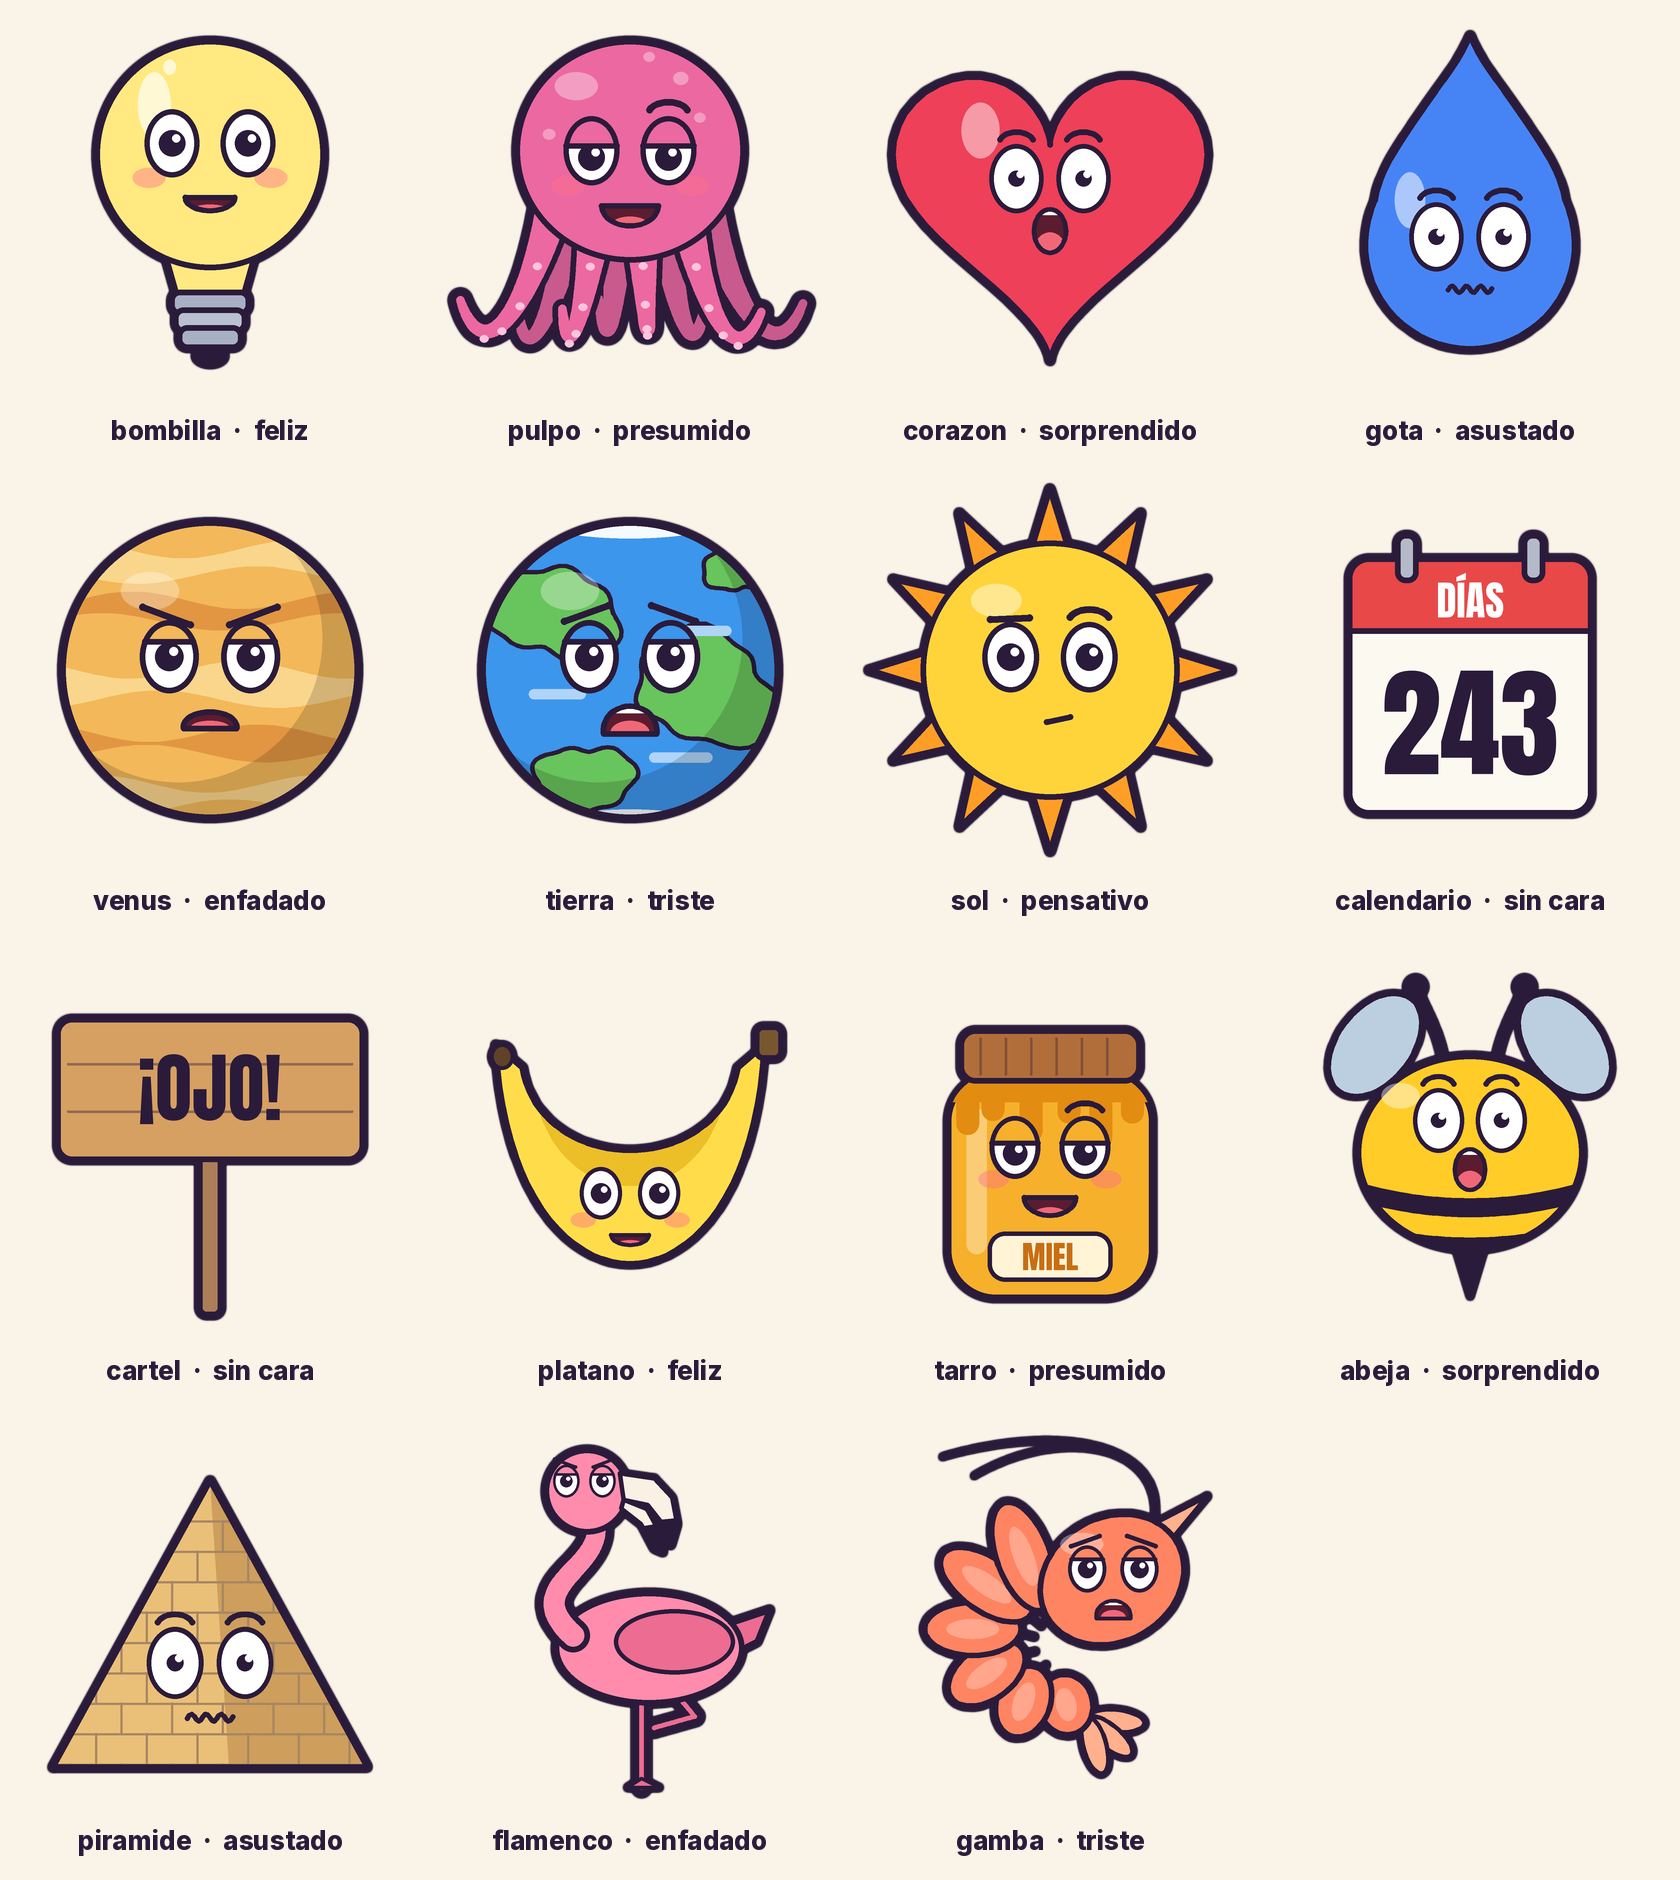 bombilla · feliz
pulpo · presumido
corazon · sorprendido
gota · asustado
DÍAS
243
venus · enfadado
tierra · triste
sol · pensativo
calendario · sin cara
¡OJO!
MIEL
cartel · sin cara
platano · feliz
tarro · presumido
abeja · sorprendido
piramide · asustado
flamenco · enfadado
gamba · triste